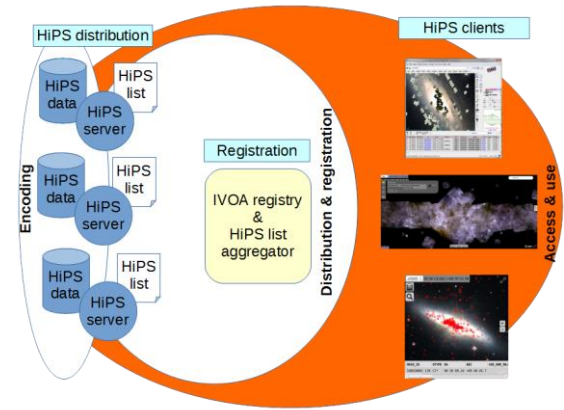 HiPS distribution
HiPS clients
HiPS
data
HiPS
list
HiPS
server
Registration
Encoding
HiPS
data
HiPS
list
HiPS
server
IVOA registry
&
HiPS list
aggregator
Distribution & registration
Access & use
HiPS
data
HiPS
list
HiPS
server